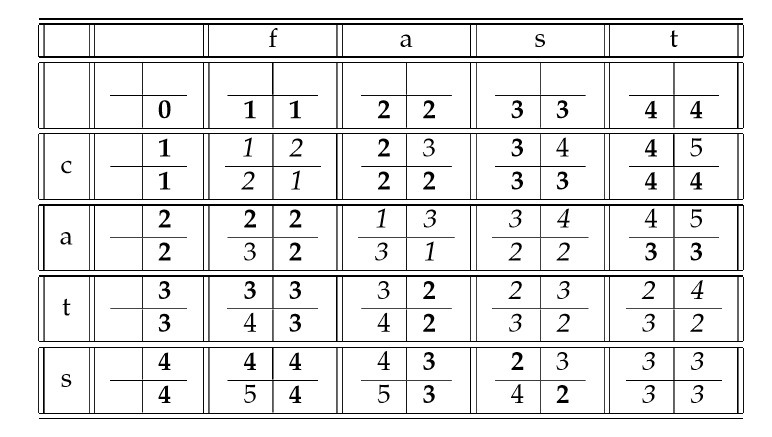 f a s t
0 1 1 2 2 3 3 4 4
1 1 2 2 3 3 4 4 5
c
1 2 1 2 2 3 3 4 4
2 2 2 1 3 3 4 4 5
a
2 3 2 3 1 2 2 3 3
3 3 3 3 2 2 3 2 4
t
3 4 3 4 2 3 2 3 2
4 4 4 4 3 2 3 3 3
s
4 5 4 5 3 4 2 3 3